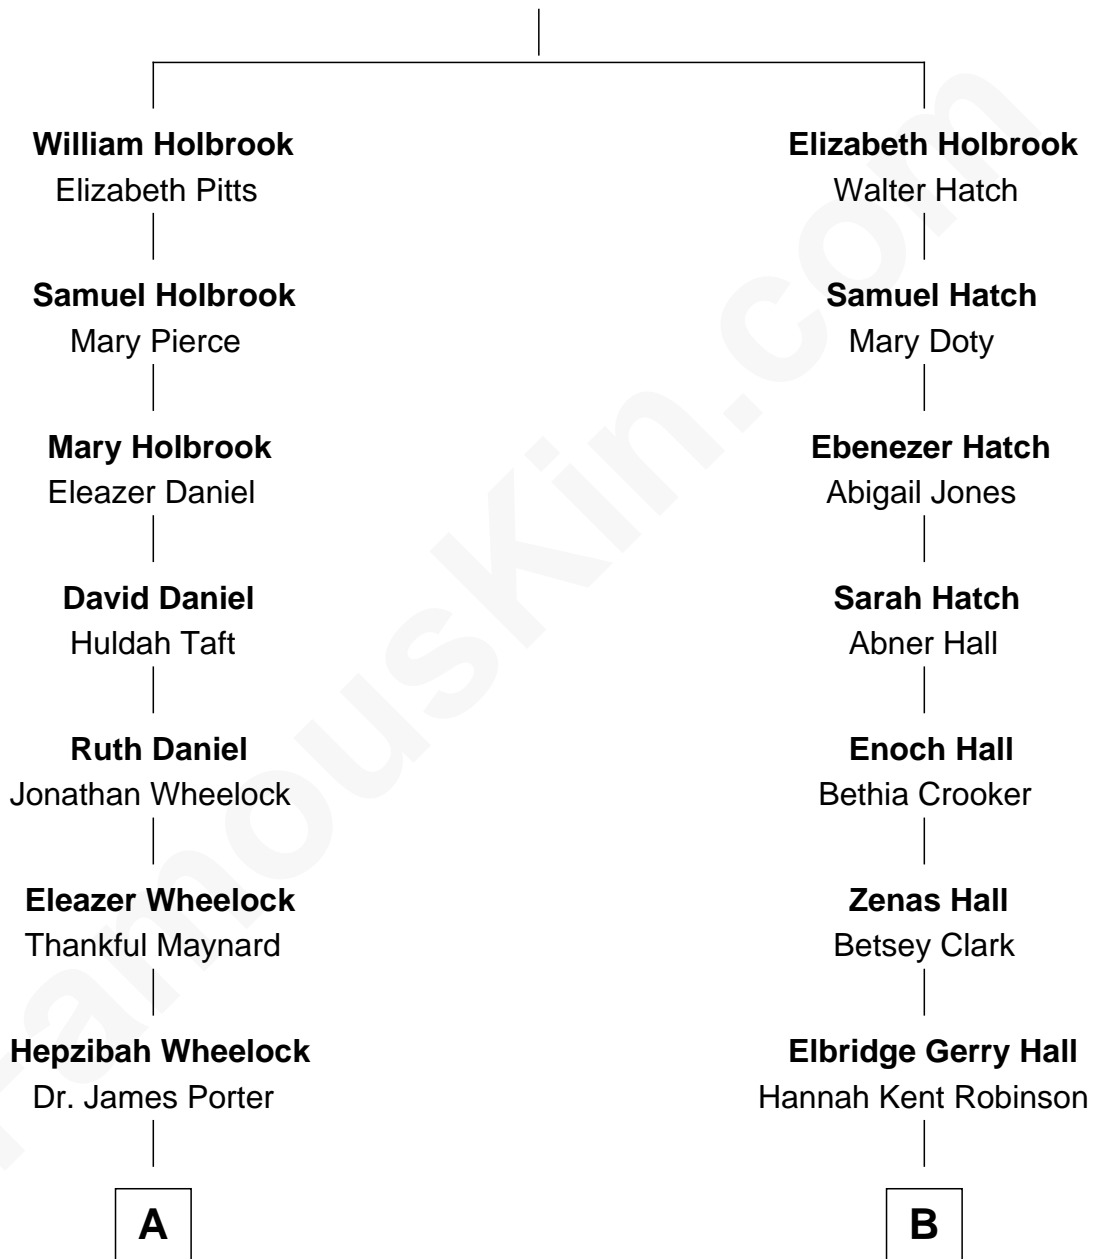 William Holbrook
Elizabeth Pitts
Samuel Holbrook
Mary Pierce
Mary Holbrook
Eleazer Daniel
David Daniel
Huldah Taft
Ruth Daniel
Jonathan Wheelock
Eleazer Wheelock
Thankful Maynard
Hepzibah Wheelock
Dr. James Porter
A
Elizabeth Holbrook
Walter Hatch
Samuel Hatch
Mary Doty
Ebenezer Hatch
Abigail Jones
Sarah Hatch
Abner Hall
Enoch Hall
Bethia Crooker
Zenas Hall
Betsey Clark
Elbridge Gerry Hall
Hannah Kent Robinson
B
FamousKin.com